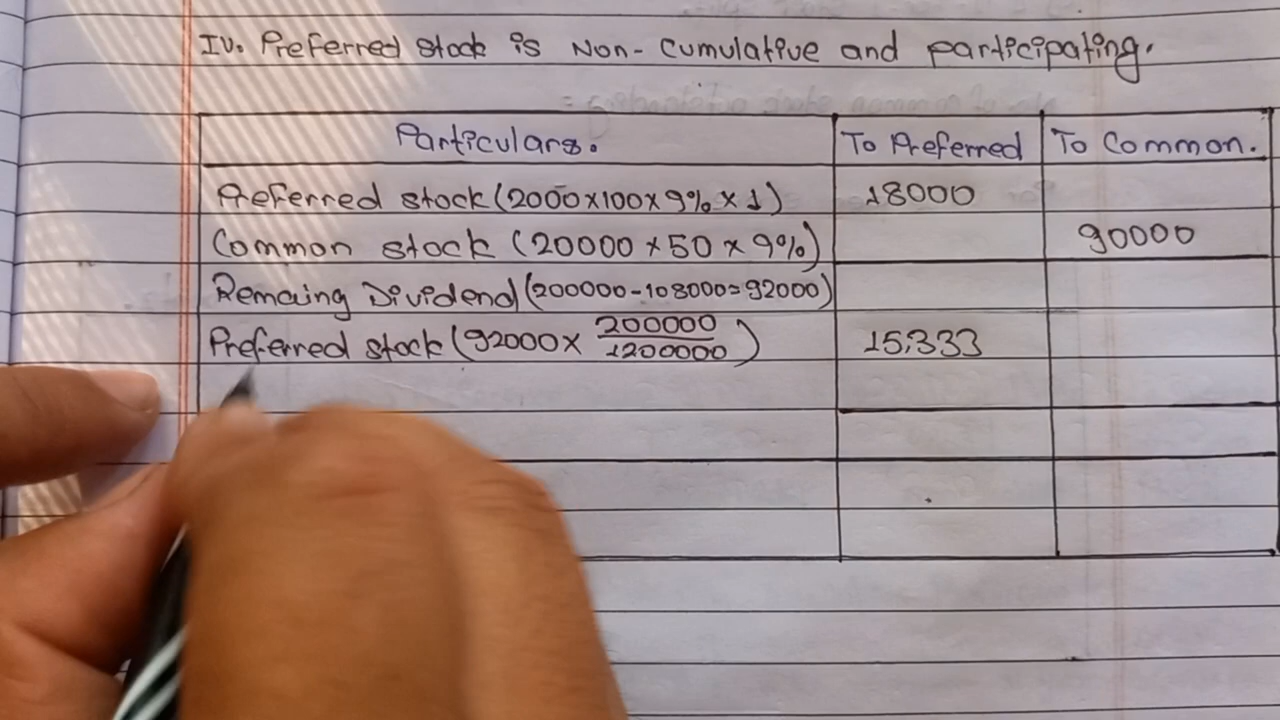 IV. Preferred stock is Non-cumulative and participating.
Particulars. To Preferred To Common.
Preferred stock (2000×100×9%×1) 18000
Common stock (20000×50×9%) 90000
Remaing Dividend (200000-108000=92000)
Preferred stock (92000× 200000/1200000) 15,333